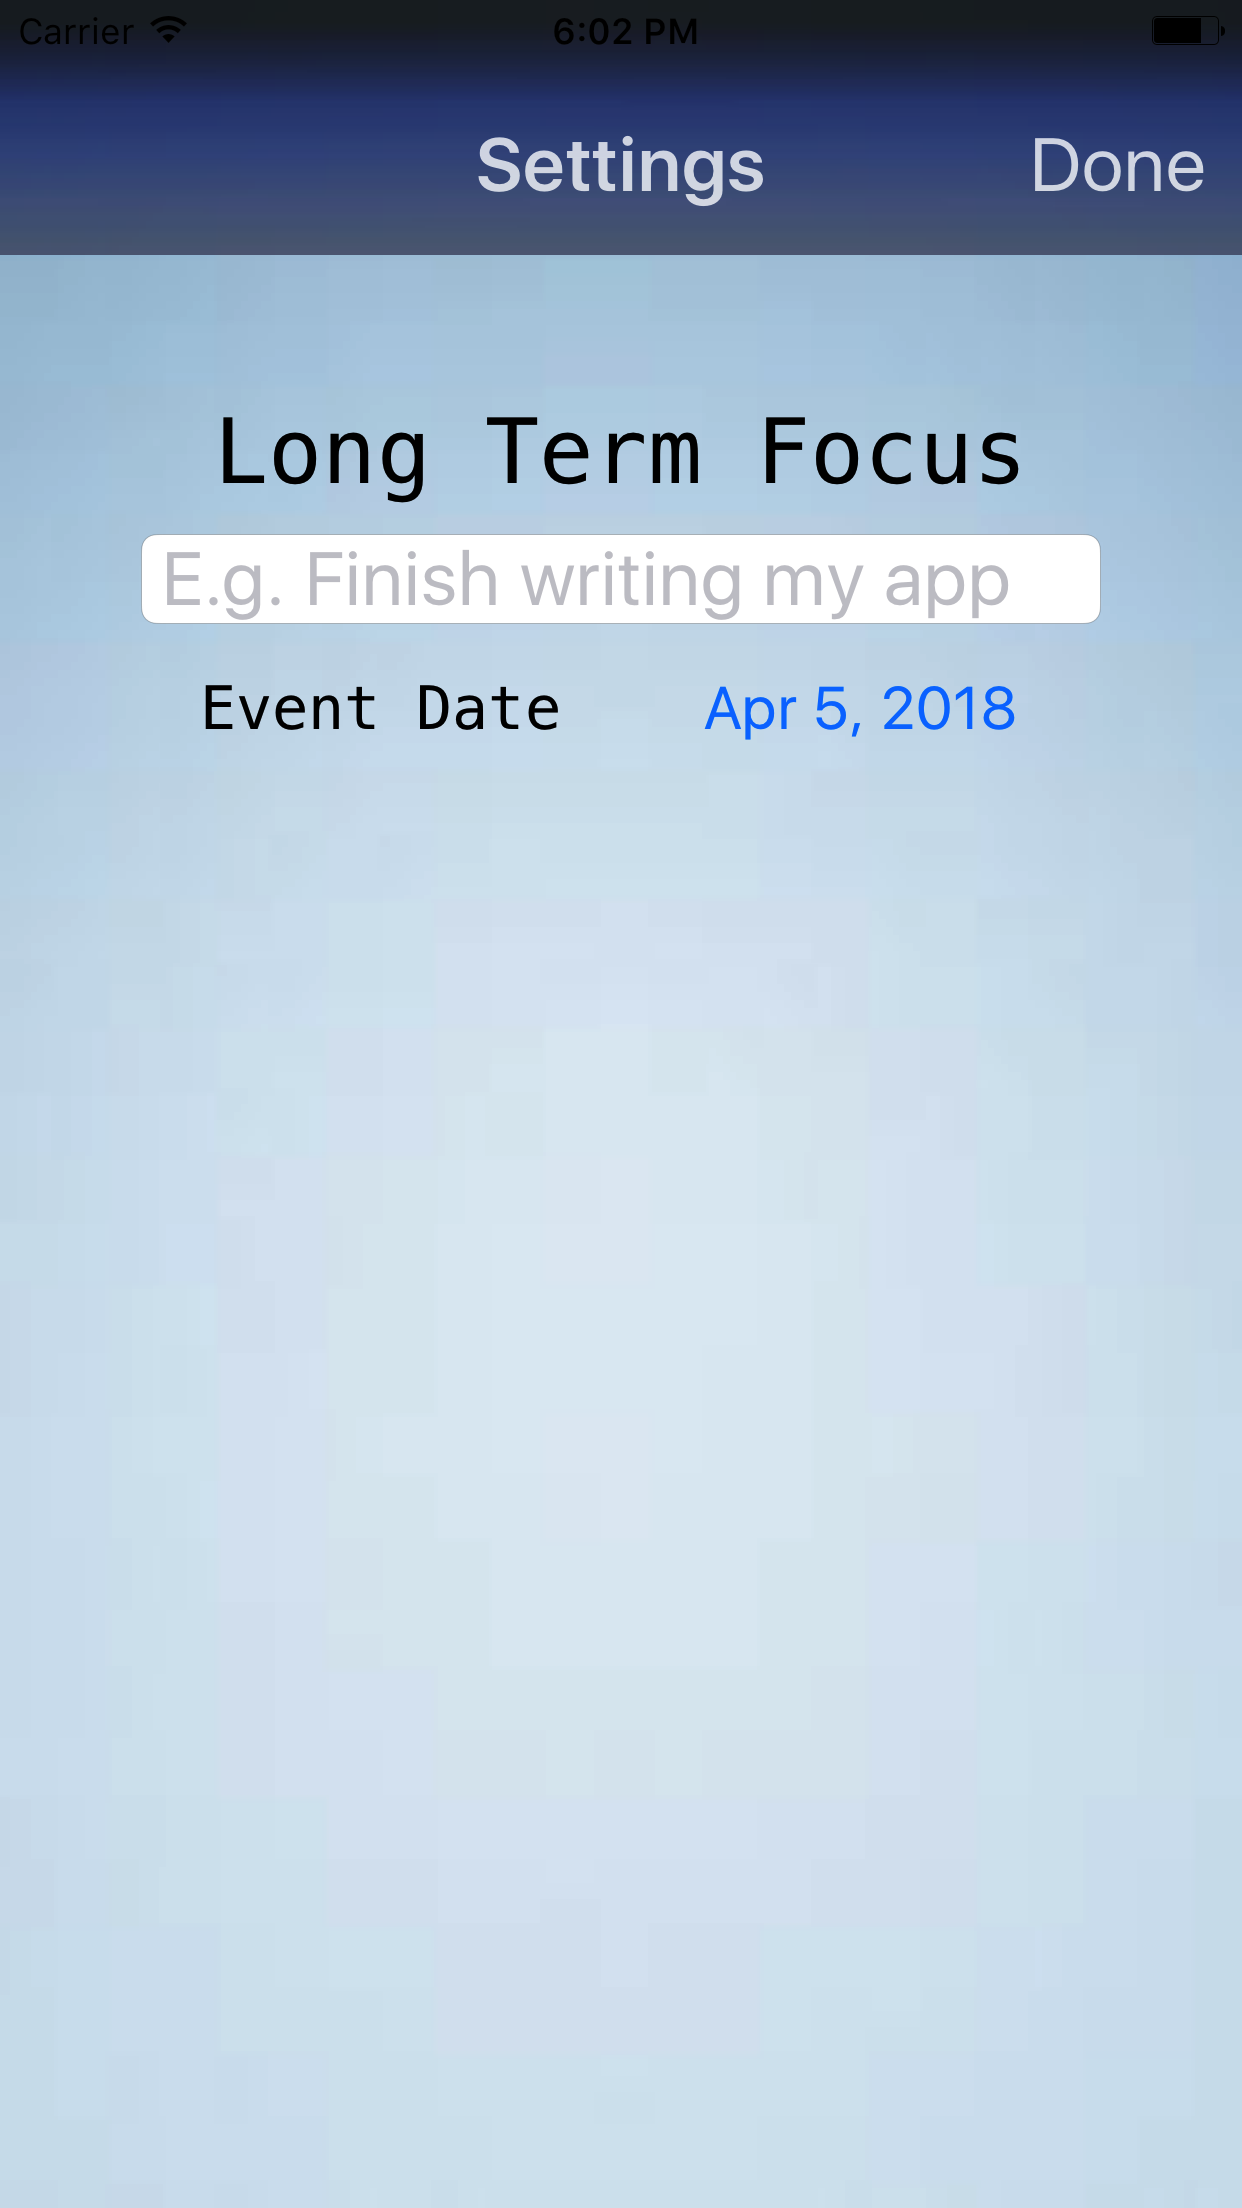 Carrier 6:02 PM
Settings Done
Long Term Focus
E.g. Finish writing my app
Event Date Apr 5, 2018